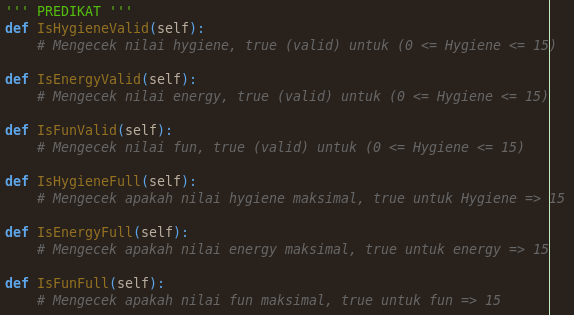 ''' PREDIKAT '''
def IsHygieneValid(self):
# Mengecek nilai hygiene, true (valid) untuk (0 <= Hygiene <= 15)
def IsEnergyValid(self):
# Mengecek nilai energy, true (valid) untuk (0 <= Hygiene <= 15)
def IsFunValid(self):
# Mengecek nilai fun, true (valid) untuk (0 <= Hygiene <= 15)
def IsHygieneFull(self):
# Mengecek apakah nilai hygiene maksimal, true untuk Hygiene => 15
def IsEnergyFull(self):
# Mengecek apakah nilai energy maksimal, true untuk energy => 15
def IsFunFull(self):
# Mengecek apakah nilai fun maksimal, true untuk fun => 15